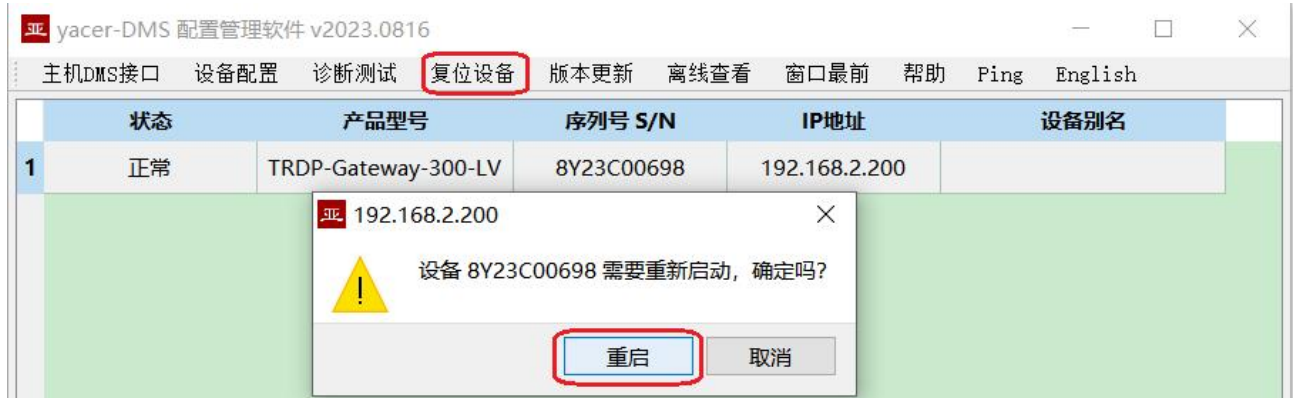 亚 yacer-DMS 配置管理软件 v2023.0816
主机DMS接口 设备配置 诊断测试 复位设备 版本更新 离线查看 窗口最前 帮助 Ping English
状态 产品型号 序列号 S/N IP地址 设备别名
1 正常 TRDP-Gateway-300-LV 8Y23C00698 192.168.2.200
亚 192.168.2.200
设备 8Y23C00698 需要重新启动，确定吗?
重启 取消